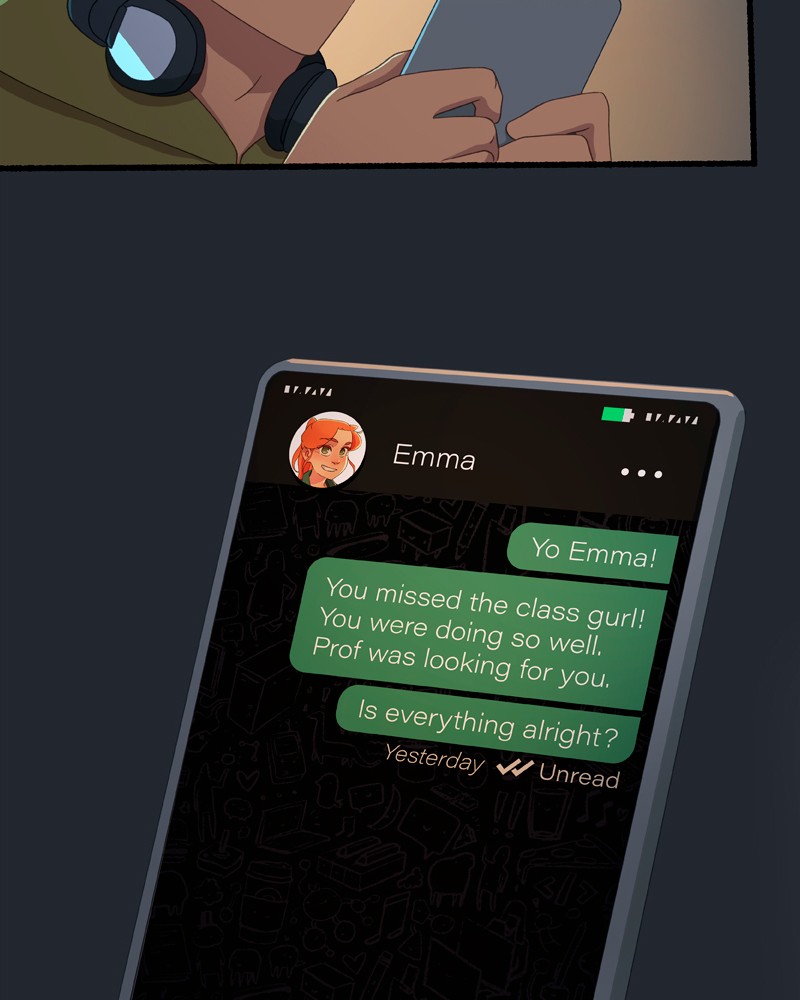 Emma
Yo Emma!
You missed the class gurl!
You were doing so well.
Prof was looking for you.
Is everything alright?
Yesterday Unread